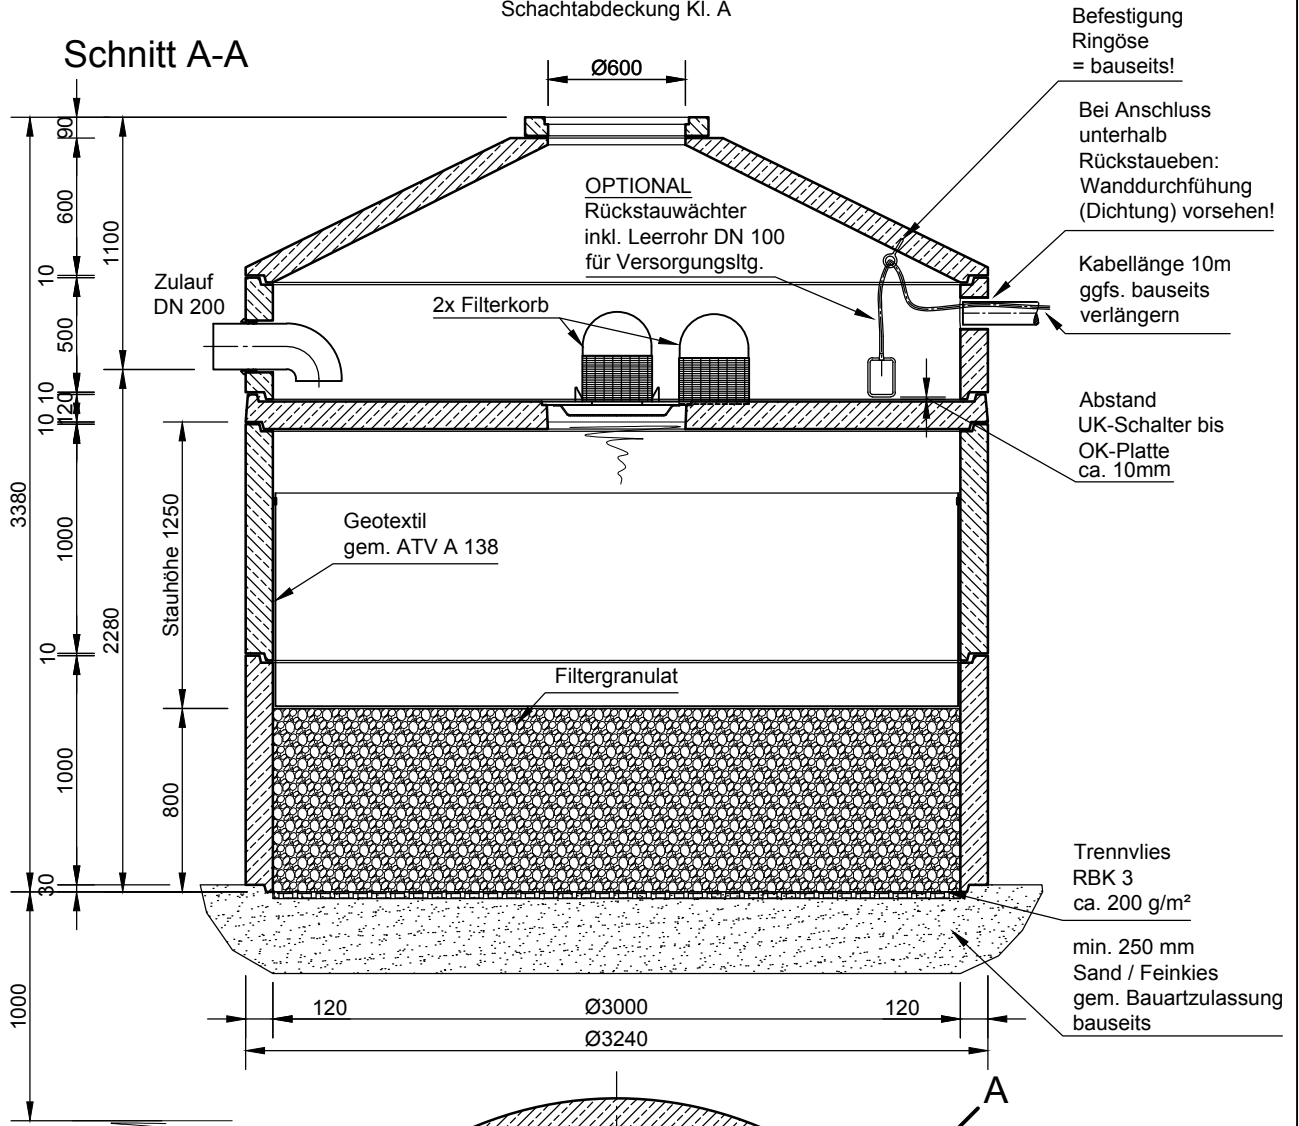 Schachtabdeckung Kl. A
Schnitt A-A
Ø600
Befestigung
Ringöse
= bauseits!
Bei Anschluss
unterhalb
Rückstaueben:
Wanddurchfühung
(Dichtung) vorsehen!
OPTIONAL
Rückstauwächter
inkl. Leerrohr DN 100
für Versorgungsltg.
Kabellänge 10m
ggfs. bauseits
verlängern
Zulauf
DN 200
2x Filterkorb
Abstand
UK-Schalter bis
OK-Platte
ca. 10mm
Geotextil
gem. ATV A 138
Filtergranulat
Trennvlies
RBK 3
ca. 200 g/m²
min. 250 mm
Sand / Feinkies
gem. Bauartzulassung
bauseits
90
600
10
500
10
120
10
1000
10
1000
30
3380
1000
1100
2280
Stauhöhe 1250
800
120
Ø3000
120
Ø3240
A